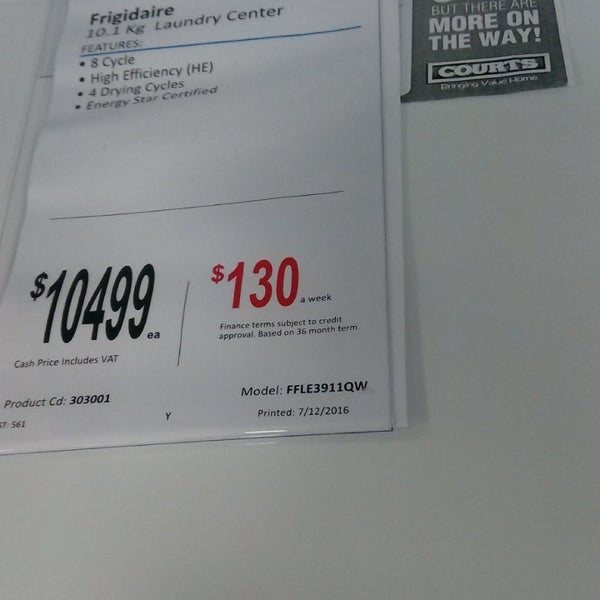 Frigidaire
10.1 Kg Laundry Center
FEATURES:
• 8 Cycle
• High Efficiency (HE)
• 4 Drying Cycles
• Energy Star Certified
$10499 ea
Cash Price Includes VAT
$130 a week
Finance terms subject to credit
approval. Based on 36 month term
Product Cd: 303001
Model: FFLE3911QW
ST: 561
Y
Printed: 7/12/2016
BUT THERE ARE
MORE ON
THE WAY!
COURTS
Bringing Value Home